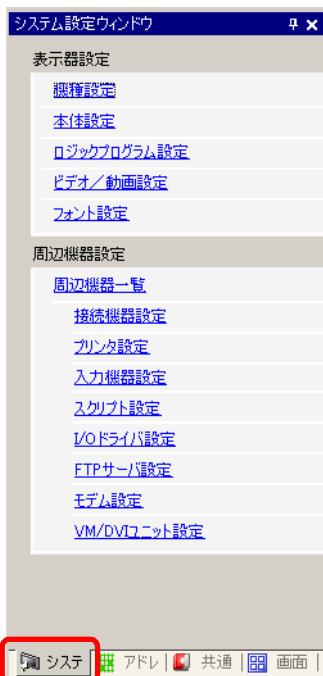 システム設定ウィンドウ
表示器設定
機種設定
本体設定
ロジックプログラム設定
ビデオ／動画設定
フォント設定
周辺機器設定
周辺機器一覧
接続機器設定
プリンタ設定
入力機器設定
スクリプト設定
I/Oドライバ設定
FTPサーバ設定
モデム設定
VM/DVIユニット設定
システ アドレ 共通 画面